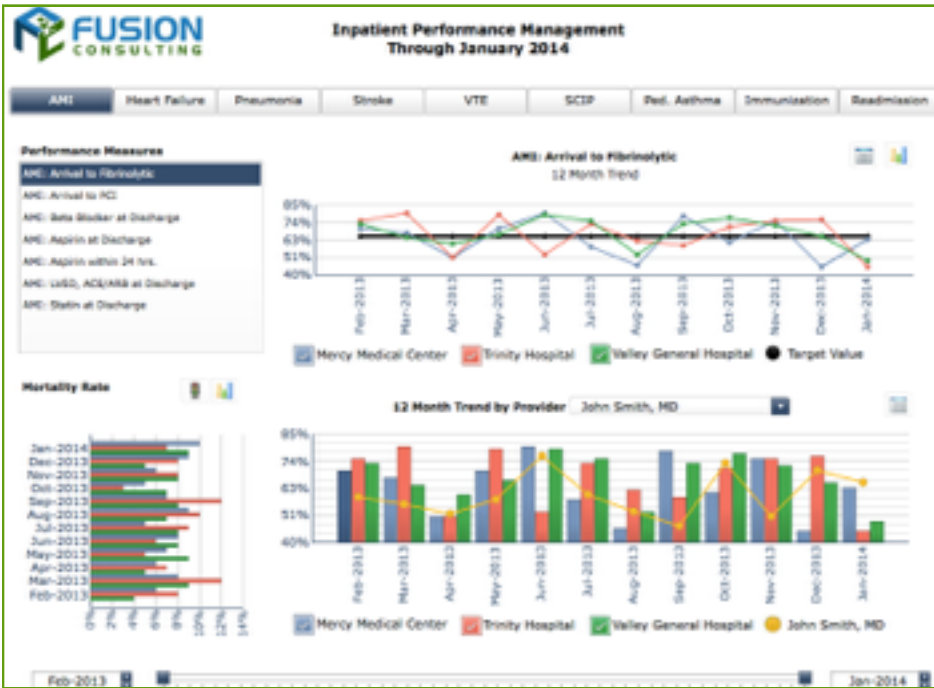 FUSION
CONSULTING
Inpatient Performance Management
Through January 2014
AMI Heart Failure Pneumonia Stroke VTE SCIP Ped. Asthma Immunization Readmission
Performance Measures
AMI: Arrival to Fibrinolytic
AMI: Arrival to PCI
AMI: Beta Blocker at Discharge
AMI: Aspirin at Discharge
AMI: Aspirin within 24 hrs.
AMI: LVSD, ACE/ARB at Discharge
AMI: Statin at Discharge
AMI: Arrival to Fibrinolytic
12 Month Trend
85%
74%
63%
51%
40%
Feb-2013 Mar-2013 Apr-2013 May-2013 Jun-2013 Jul-2013 Aug-2013 Sep-2013 Oct-2013 Nov-2013 Dec-2013 Jan-2014
Mercy Medical Center Trinity Hospital Valley General Hospital Target Value
Mortality Rate
Jan-2014
Dec-2013
Nov-2013
Oct-2013
Sep-2013
Aug-2013
Jul-2013
Jun-2013
May-2013
Apr-2013
Mar-2013
Feb-2013
0% 2% 4% 6% 8% 10% 12% 14%
12 Month Trend by Provider John Smith, MD
85%
74%
63%
51%
40%
Feb-2013 Mar-2013 Apr-2013 May-2013 Jun-2013 Jul-2013 Aug-2013 Sep-2013 Oct-2013 Nov-2013 Dec-2013 Jan-2014
Mercy Medical Center Trinity Hospital Valley General Hospital John Smith, MD
Feb-2013 Jan-2014